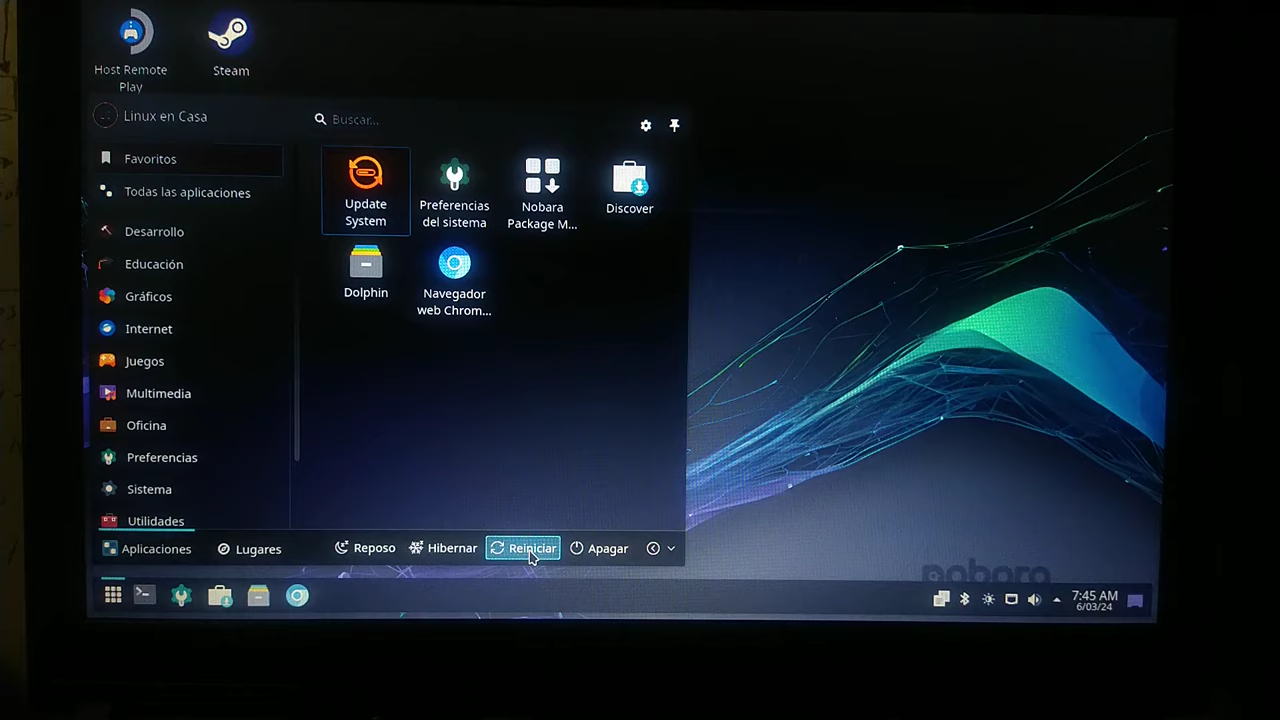 Host Remote
Play
Steam
Linux en Casa
Buscar...
Favoritos
Todas las aplicaciones
Desarrollo
Educación
Gráficos
Internet
Juegos
Multimedia
Oficina
Preferencias
Sistema
Utilidades
Update
System
Preferencias
del sistema
Nobara
Package M...
Discover
Dolphin
Navegador
web Chrom...
Aplicaciones
Lugares
Reposo
Hibernar
Reiniciar
Apagar
nobara
7:45 AM
6/03/24